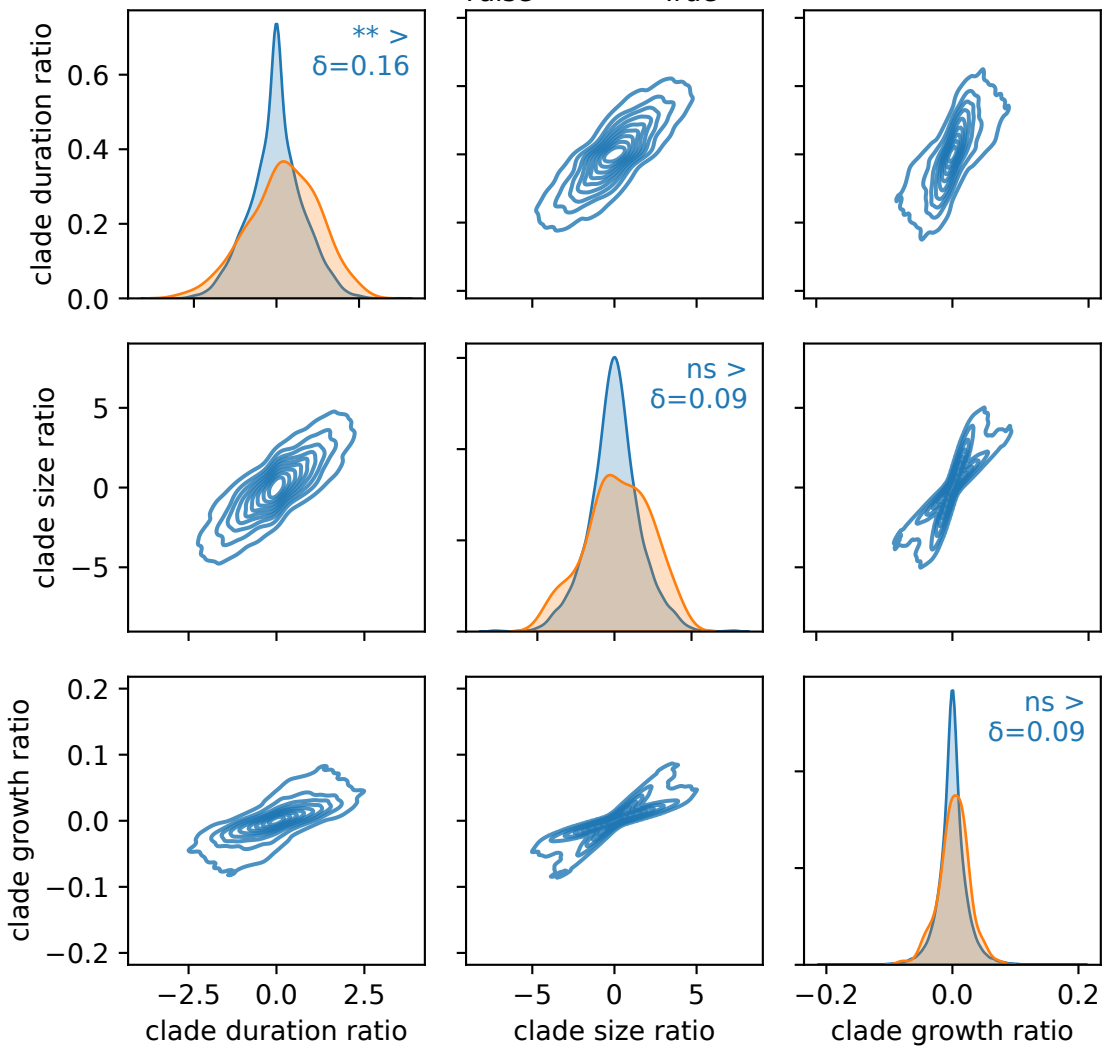 clade duration ratio
0.6
0.4
0.2
0.0
** >
δ=0.16
clade size ratio
5
0
−5
ns >
δ=0.09
clade growth ratio
0.2
0.1
0.0
−0.1
−0.2
ns >
δ=0.09
−2.5 0.0 2.5
clade duration ratio
−5 0 5
clade size ratio
−0.2 0.0 0.2
clade growth ratio